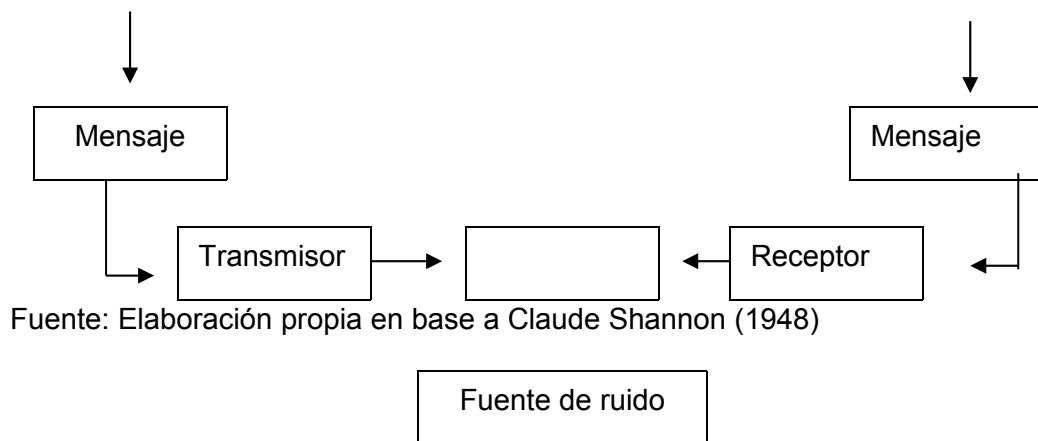 Mensaje
Mensaje
Transmisor
Receptor
Fuente: Elaboración propia en base a Claude Shannon (1948)
Fuente de ruido